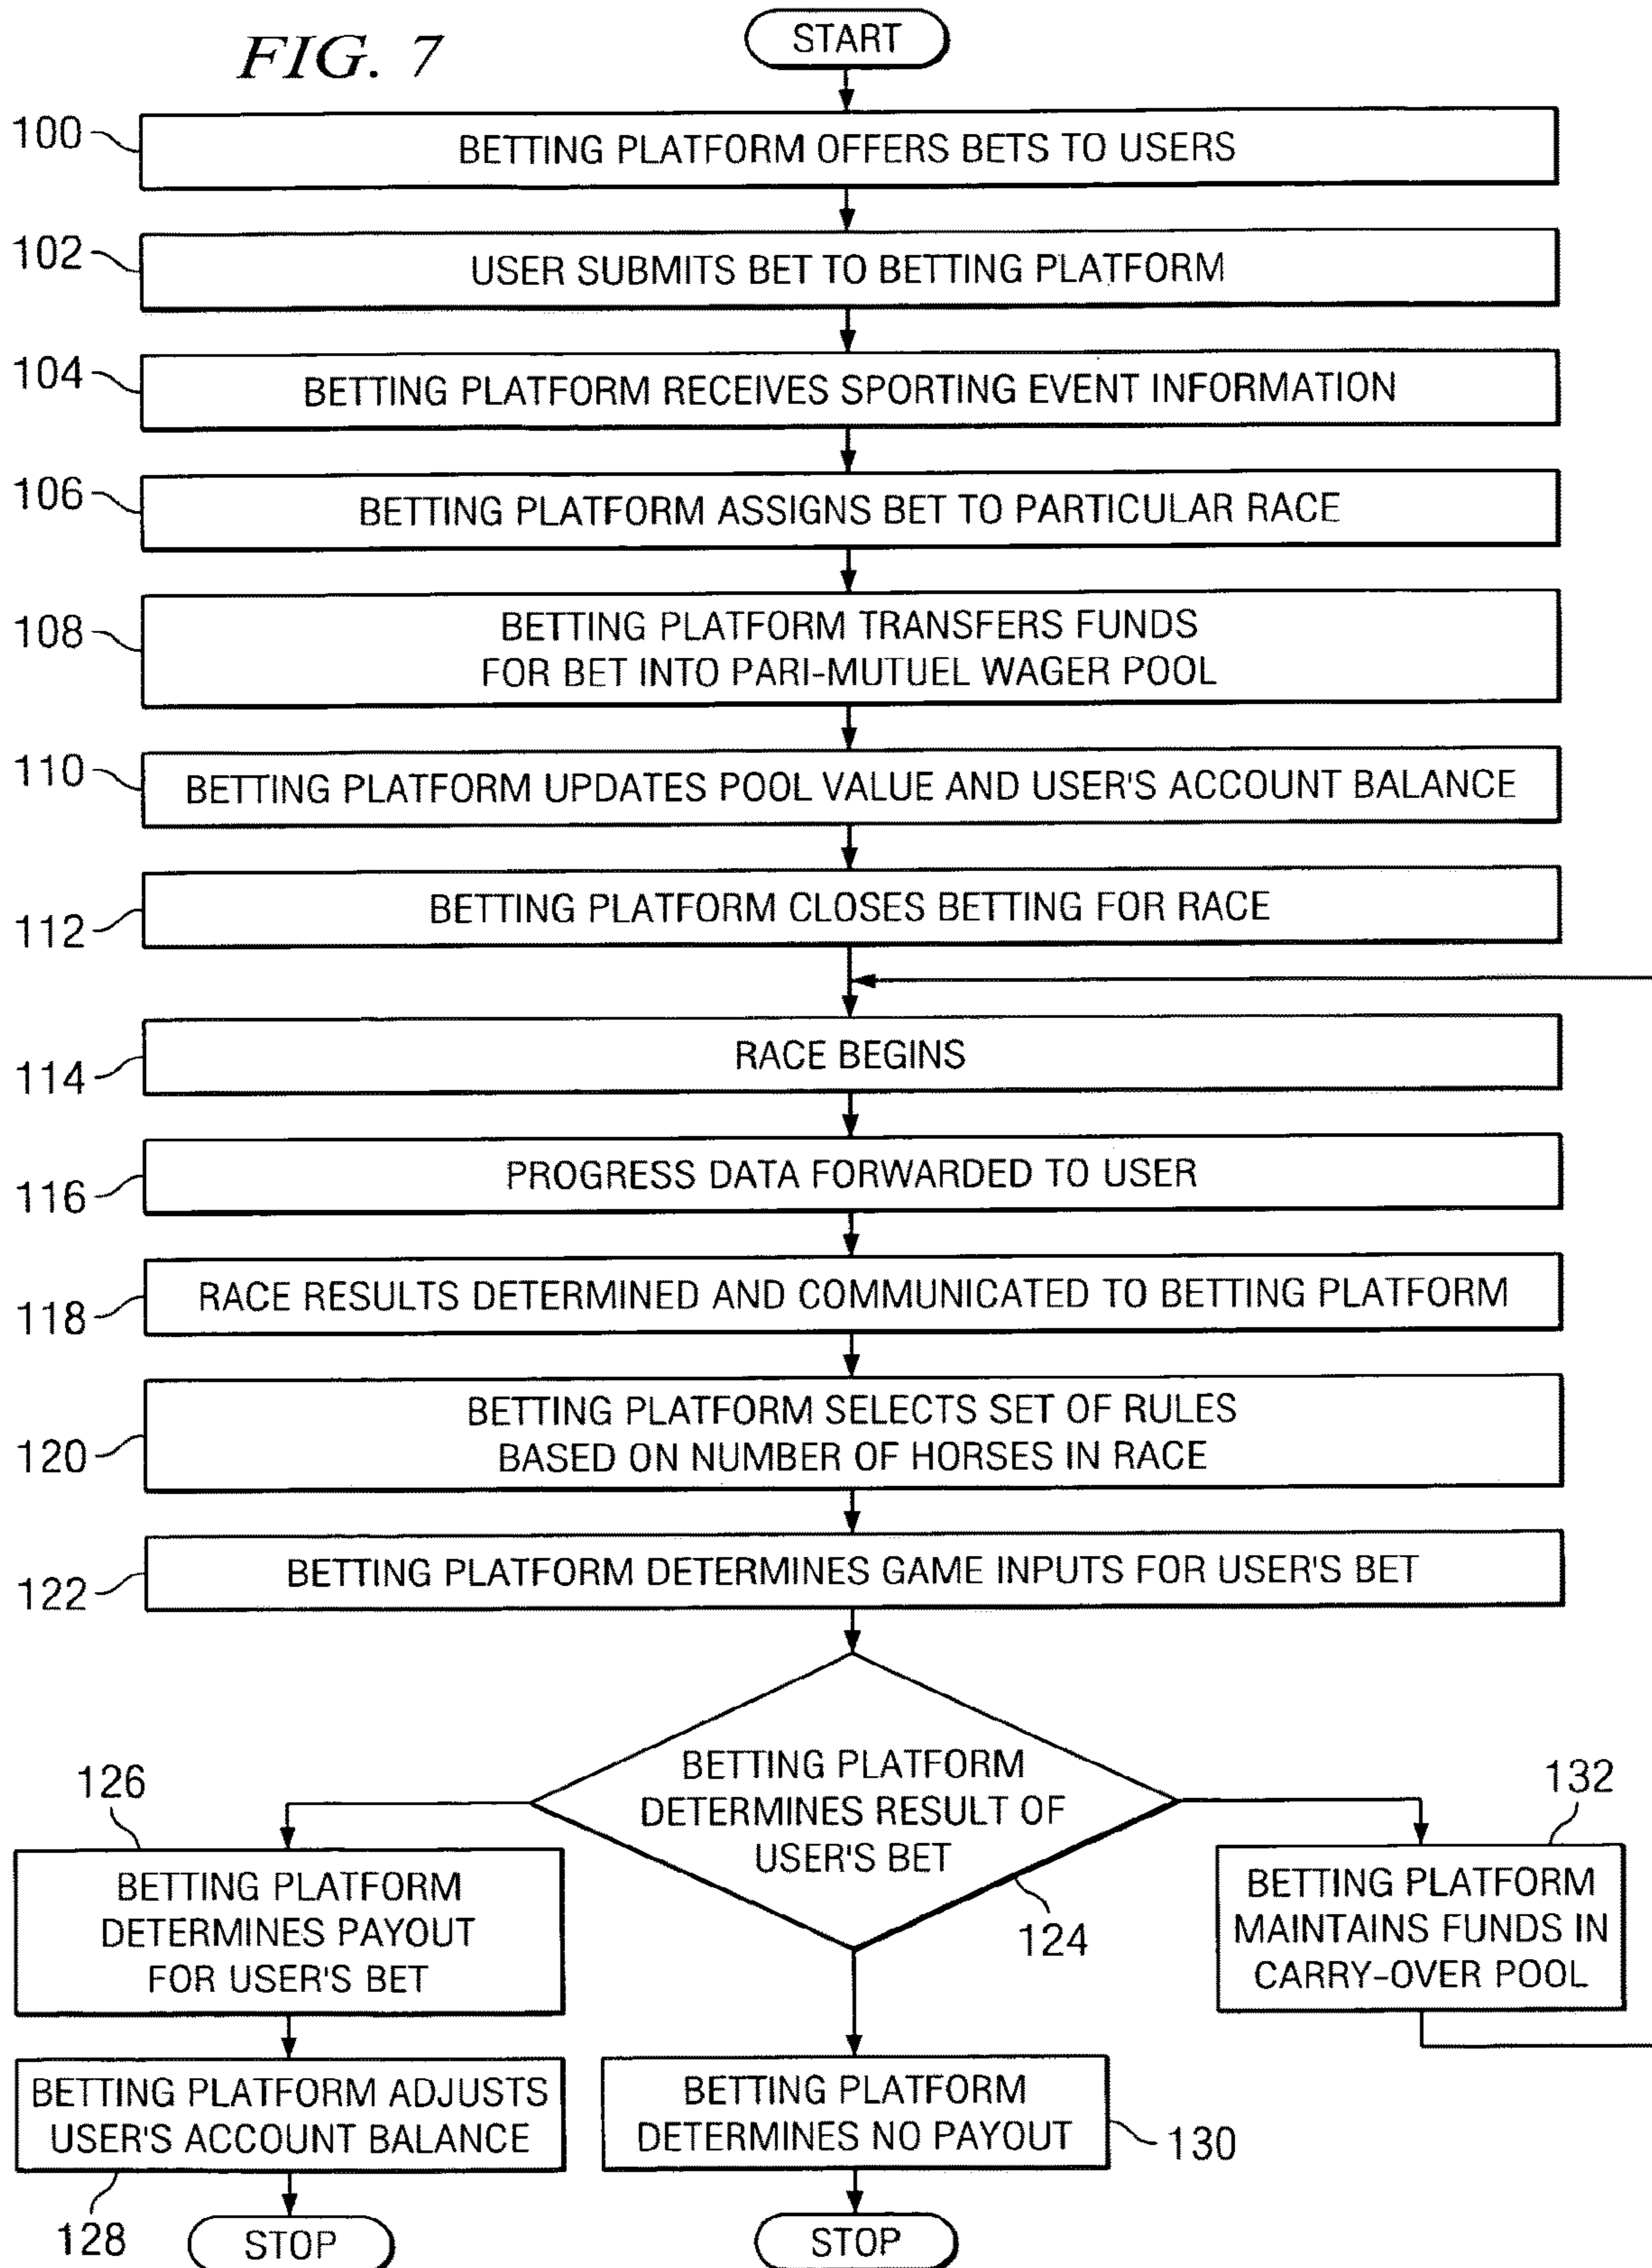 FIG. 7
START
100
BETTING PLATFORM OFFERS BETS TO USERS
102
USER SUBMITS BET TO BETTING PLATFORM
104
BETTING PLATFORM RECEIVES SPORTING EVENT INFORMATION
106
BETTING PLATFORM ASSIGNS BET TO PARTICULAR RACE
108
BETTING PLATFORM TRANSFERS FUNDS
FOR BET INTO PARI-MUTUEL WAGER POOL
110
BETTING PLATFORM UPDATES POOL VALUE AND USER'S ACCOUNT BALANCE
112
BETTING PLATFORM CLOSES BETTING FOR RACE
114
RACE BEGINS
116
PROGRESS DATA FORWARDED TO USER
118
RACE RESULTS DETERMINED AND COMMUNICATED TO BETTING PLATFORM
120
BETTING PLATFORM SELECTS SET OF RULES
BASED ON NUMBER OF HORSES IN RACE
122
BETTING PLATFORM DETERMINES GAME INPUTS FOR USER'S BET
BETTING PLATFORM
DETERMINES RESULT OF
USER'S BET
124
126
BETTING PLATFORM
DETERMINES PAYOUT
FOR USER'S BET
132
BETTING PLATFORM
MAINTAINS FUNDS IN
CARRY-OVER POOL
BETTING PLATFORM ADJUSTS
USER'S ACCOUNT BALANCE
128
BETTING PLATFORM
DETERMINES NO PAYOUT
130
STOP
STOP